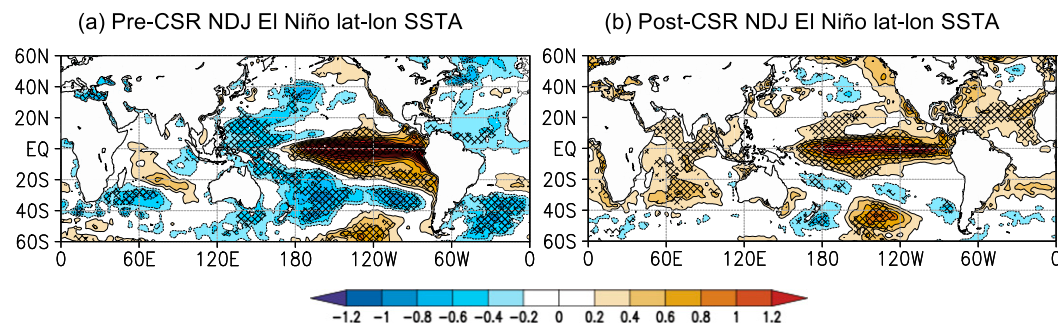 (a) Pre-CSR NDJ El Niño lat-lon SSTA
(b) Post-CSR NDJ El Niño lat-lon SSTA
60N
40N
20N
EQ
20S
40S
60S
0 60E 120E 180 120W 60W 0
60N
40N
20N
EQ
20S
40S
60S
0 60E 120E 180 120W 60W 0
−1.2 −1 −0.8 −0.6 −0.4 −0.2 0 0.2 0.4 0.6 0.8 1 1.2